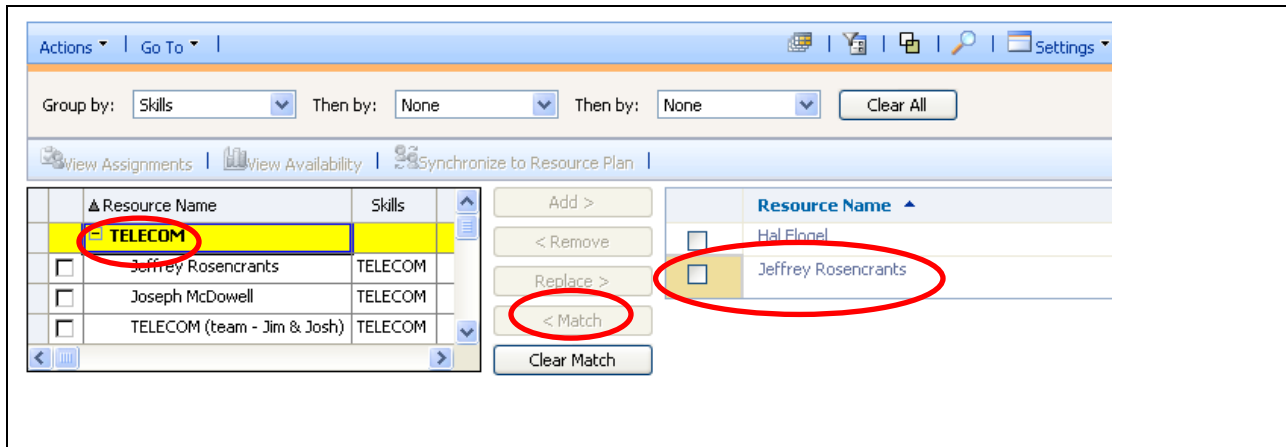 Actions Go To Settings
Group by: Skills Then by: None Then by: None Clear All
View Assignments View Availability Synchronize to Resource Plan
Resource Name Skills
TELECOM
Jeffrey Rosencrants TELECOM
Joseph McDowell TELECOM
TELECOM (team - Jim & Josh) TELECOM
Add >
< Remove
Replace >
< Match
Clear Match
Resource Name
Hal Flogel
Jeffrey Rosencrants